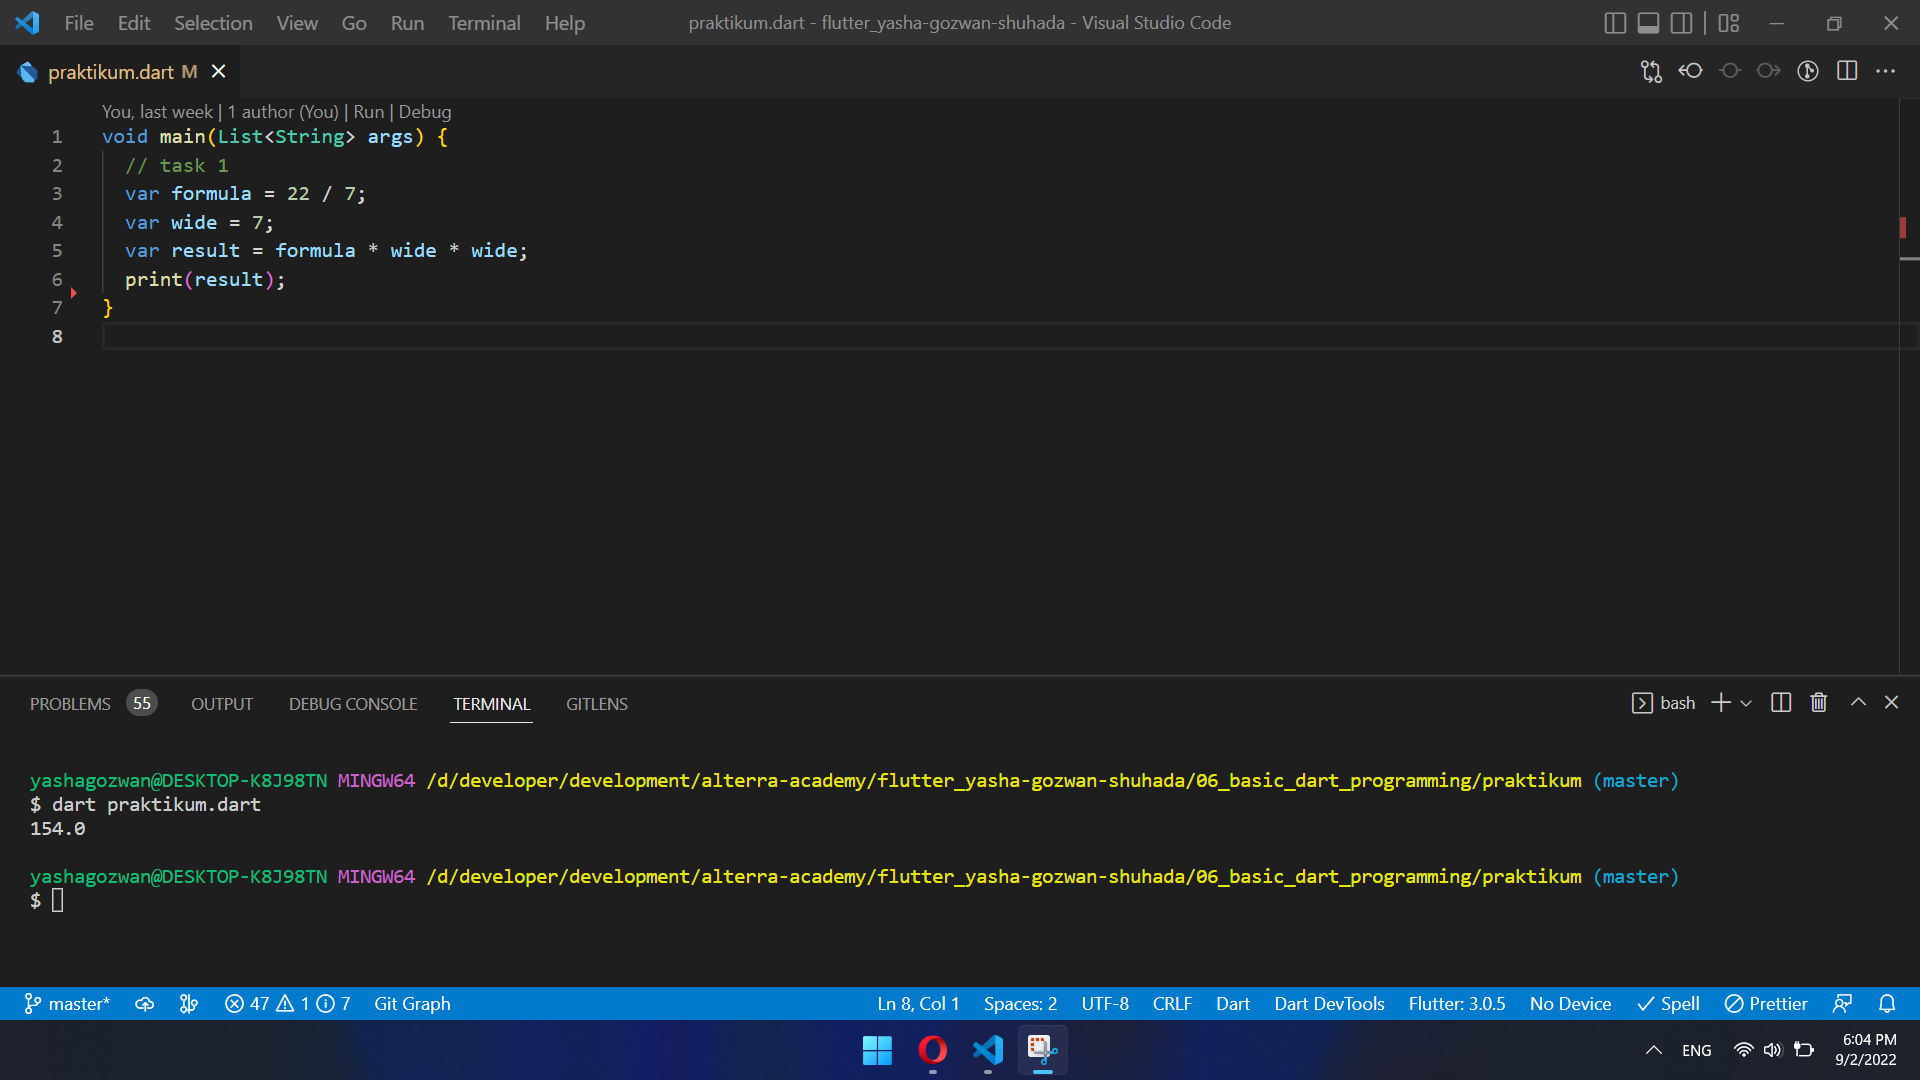 File Edit Selection View Go Run Terminal Help praktikum.dart - flutter_yasha-gozwan-shuhada - Visual Studio Code
praktikum.dart M
You, last week | 1 author (You) | Run | Debug
1 void main(List<String> args) {
2 // task 1
3 var formula = 22 / 7;
4 var wide = 7;
5 var result = formula * wide * wide;
6 print(result);
7 }
8
PROBLEMS 55 OUTPUT DEBUG CONSOLE TERMINAL GITLENS bash
yashagozwan@DESKTOP-K8J98TN MINGW64 /d/developer/development/alterra-academy/flutter_yasha-gozwan-shuhada/06_basic_dart_programming/praktikum (master)
$ dart praktikum.dart
154.0
yashagozwan@DESKTOP-K8J98TN MINGW64 /d/developer/development/alterra-academy/flutter_yasha-gozwan-shuhada/06_basic_dart_programming/praktikum (master)
$
master* 47 1 7 Git Graph Ln 8, Col 1 Spaces: 2 UTF-8 CRLF Dart Dart DevTools Flutter: 3.0.5 No Device Spell Prettier
ENG 6:04 PM
9/2/2022